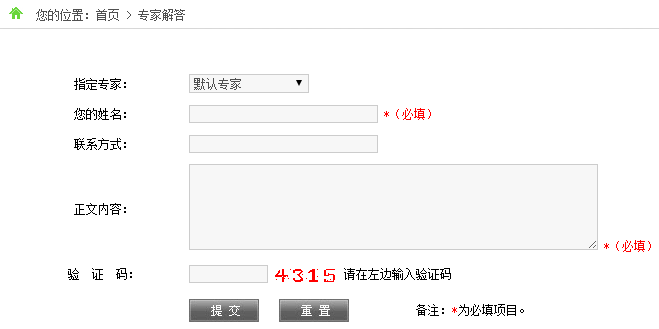 您的位置：首页 > 专家解答
指定专家： 默认专家
您的姓名： *（必填）
联系方式：
正文内容： *（必填）
验 证 码： 4315 请在左边输入验证码
提 交 重 置 备注：*为必填项目。